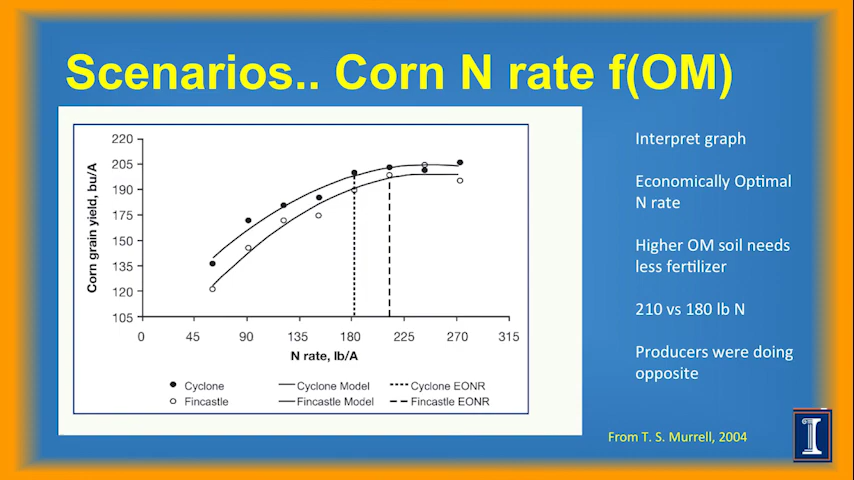 Scenarios.. Corn N rate f(OM)
220
205
190
175
150
135
120
105
Corn grain yield, bu/A
0 45 90 135 180 225 270 315
N rate, lb/A
Cyclone Cyclone Model Cyclone EONR
Fincastle Fincastle Model Fincastle EONR
Interpret graph
Economically Optimal
N rate
Higher OM soil needs
less fertilizer
210 vs 180 lb N
Producers were doing
opposite
From T. S. Murrell, 2004
I